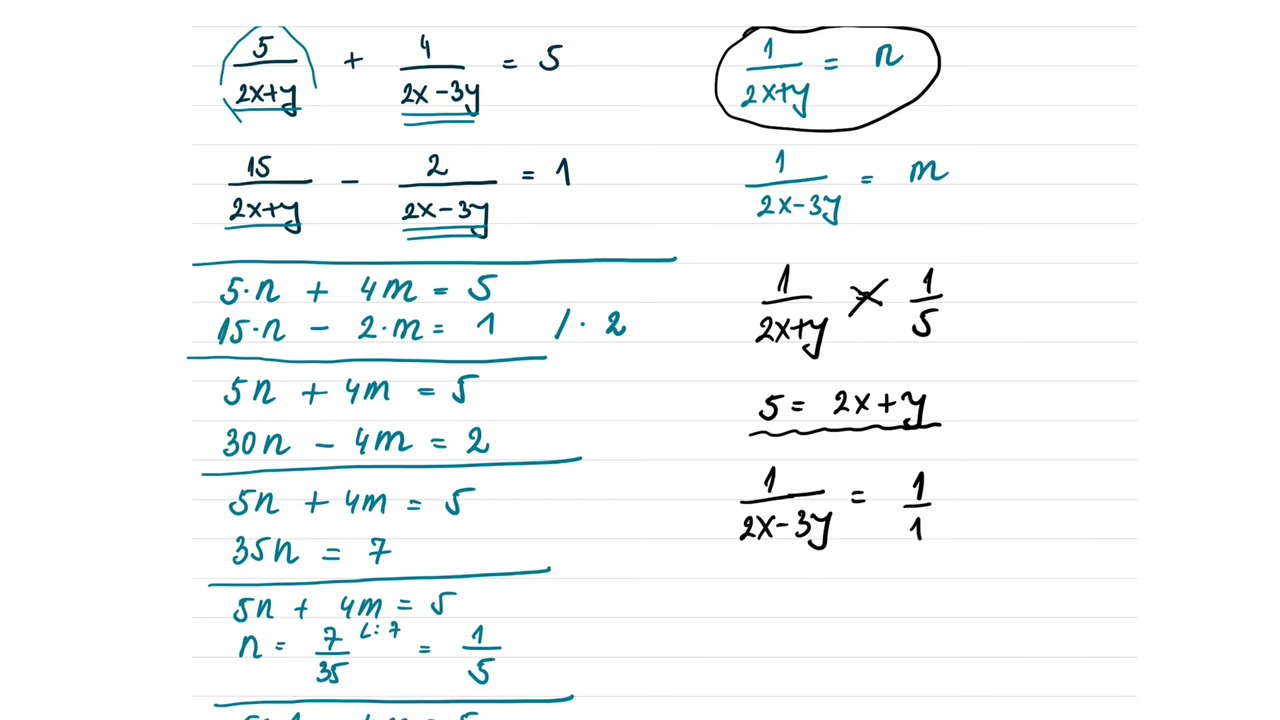 5/(2x+y) + 4/(2x-3y) = 5
15/(2x+y) - 2/(2x-3y) = 1
5·n + 4m = 5
15·n - 2·m = 1 /·2
5n + 4m = 5
30n - 4m = 2
5n + 4m = 5
35n = 7
5n + 4m = 5
n = 7/35 L:7 = 1/5
1/(2x+y) = n
1/(2x-3y) = m
1/(2x+y) = 1/5
5 = 2x+y
1/(2x-3y) = 1/1